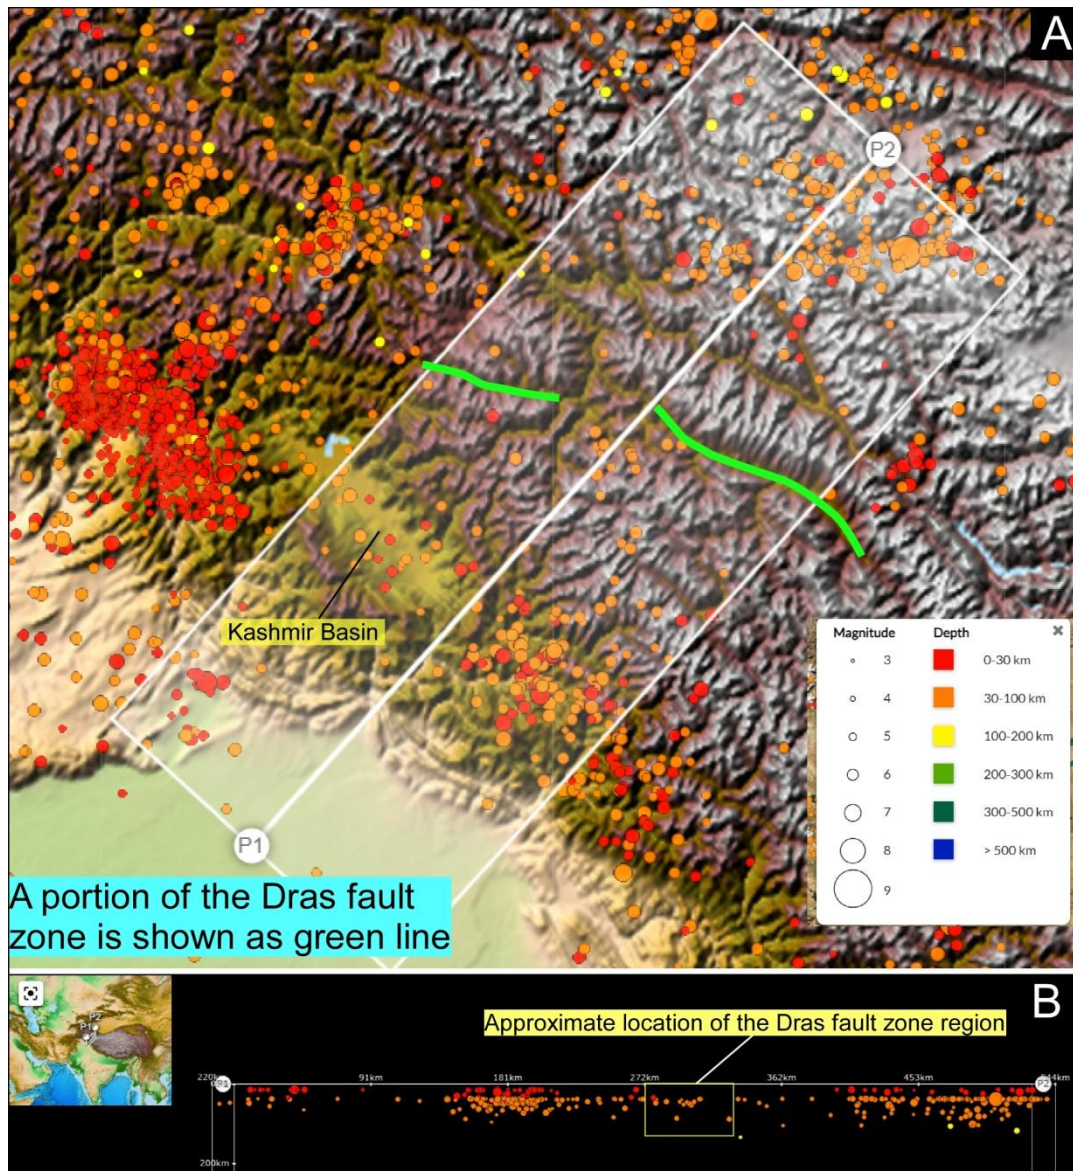 A
P2
Kashmir Basin
P1
Magnitude Depth ×
3 0-30 km
4 30-100 km
5 100-200 km
6 200-300 km
7 300-500 km
8 > 500 km
9
A portion of the Dras fault
zone is shown as green line
B
P2
P1
Approximate location of the Dras fault zone region
P1 91km 181km 272km 362km 453km P2
200km